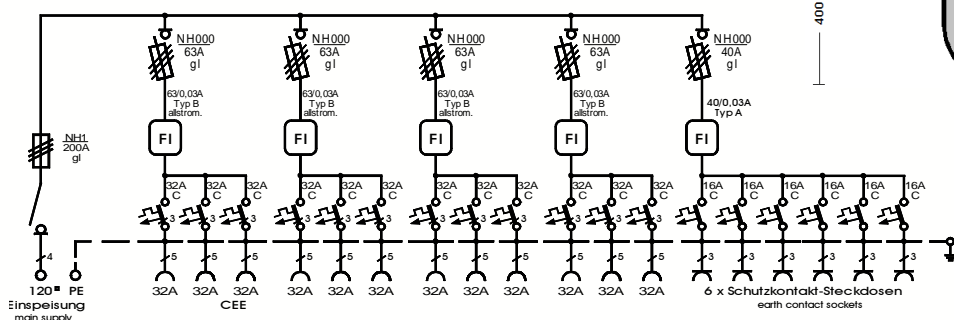 400
NH000 NH000 NH000 NH000 NH000
63A 63A 63A 63A 40A
gl gl gl gl gl
63/0,03A 63/0,03A 63/0,03A 63/0,03A 40/0,03A
Typ B Typ B Typ B Typ B Typ A
allstrom. allstrom. allstrom. allstrom.
NH1
200A
gl
FI FI FI FI FI
32A 32A 32A 32A 32A 32A 32A 32A 32A 32A 32A 32A 16A 16A 16A 16A 16A 16A
C C C C C C C C C C C C C C C C C C
3 3 3 3 3 3 3 3 3 3 3 3 3 3 3 3 3 3
4 5 5 5 5 5 5 5 5 5 5 5 5 3 3 3 3 3 3
120 PE 32A 32A 32A 32A 32A 32A 32A 32A 32A 32A 32A 32A 6 x Schutzkontakt-Steckdosen
Einspeisung CEE earth contact sockets
main supply